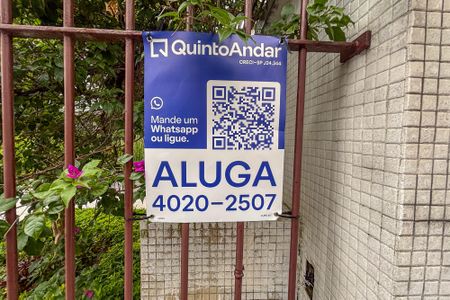 QuintoAndar
CRECI-SP J24.344
Mande um
Whatsapp
ou ligue.
ALUGA
4020-2507